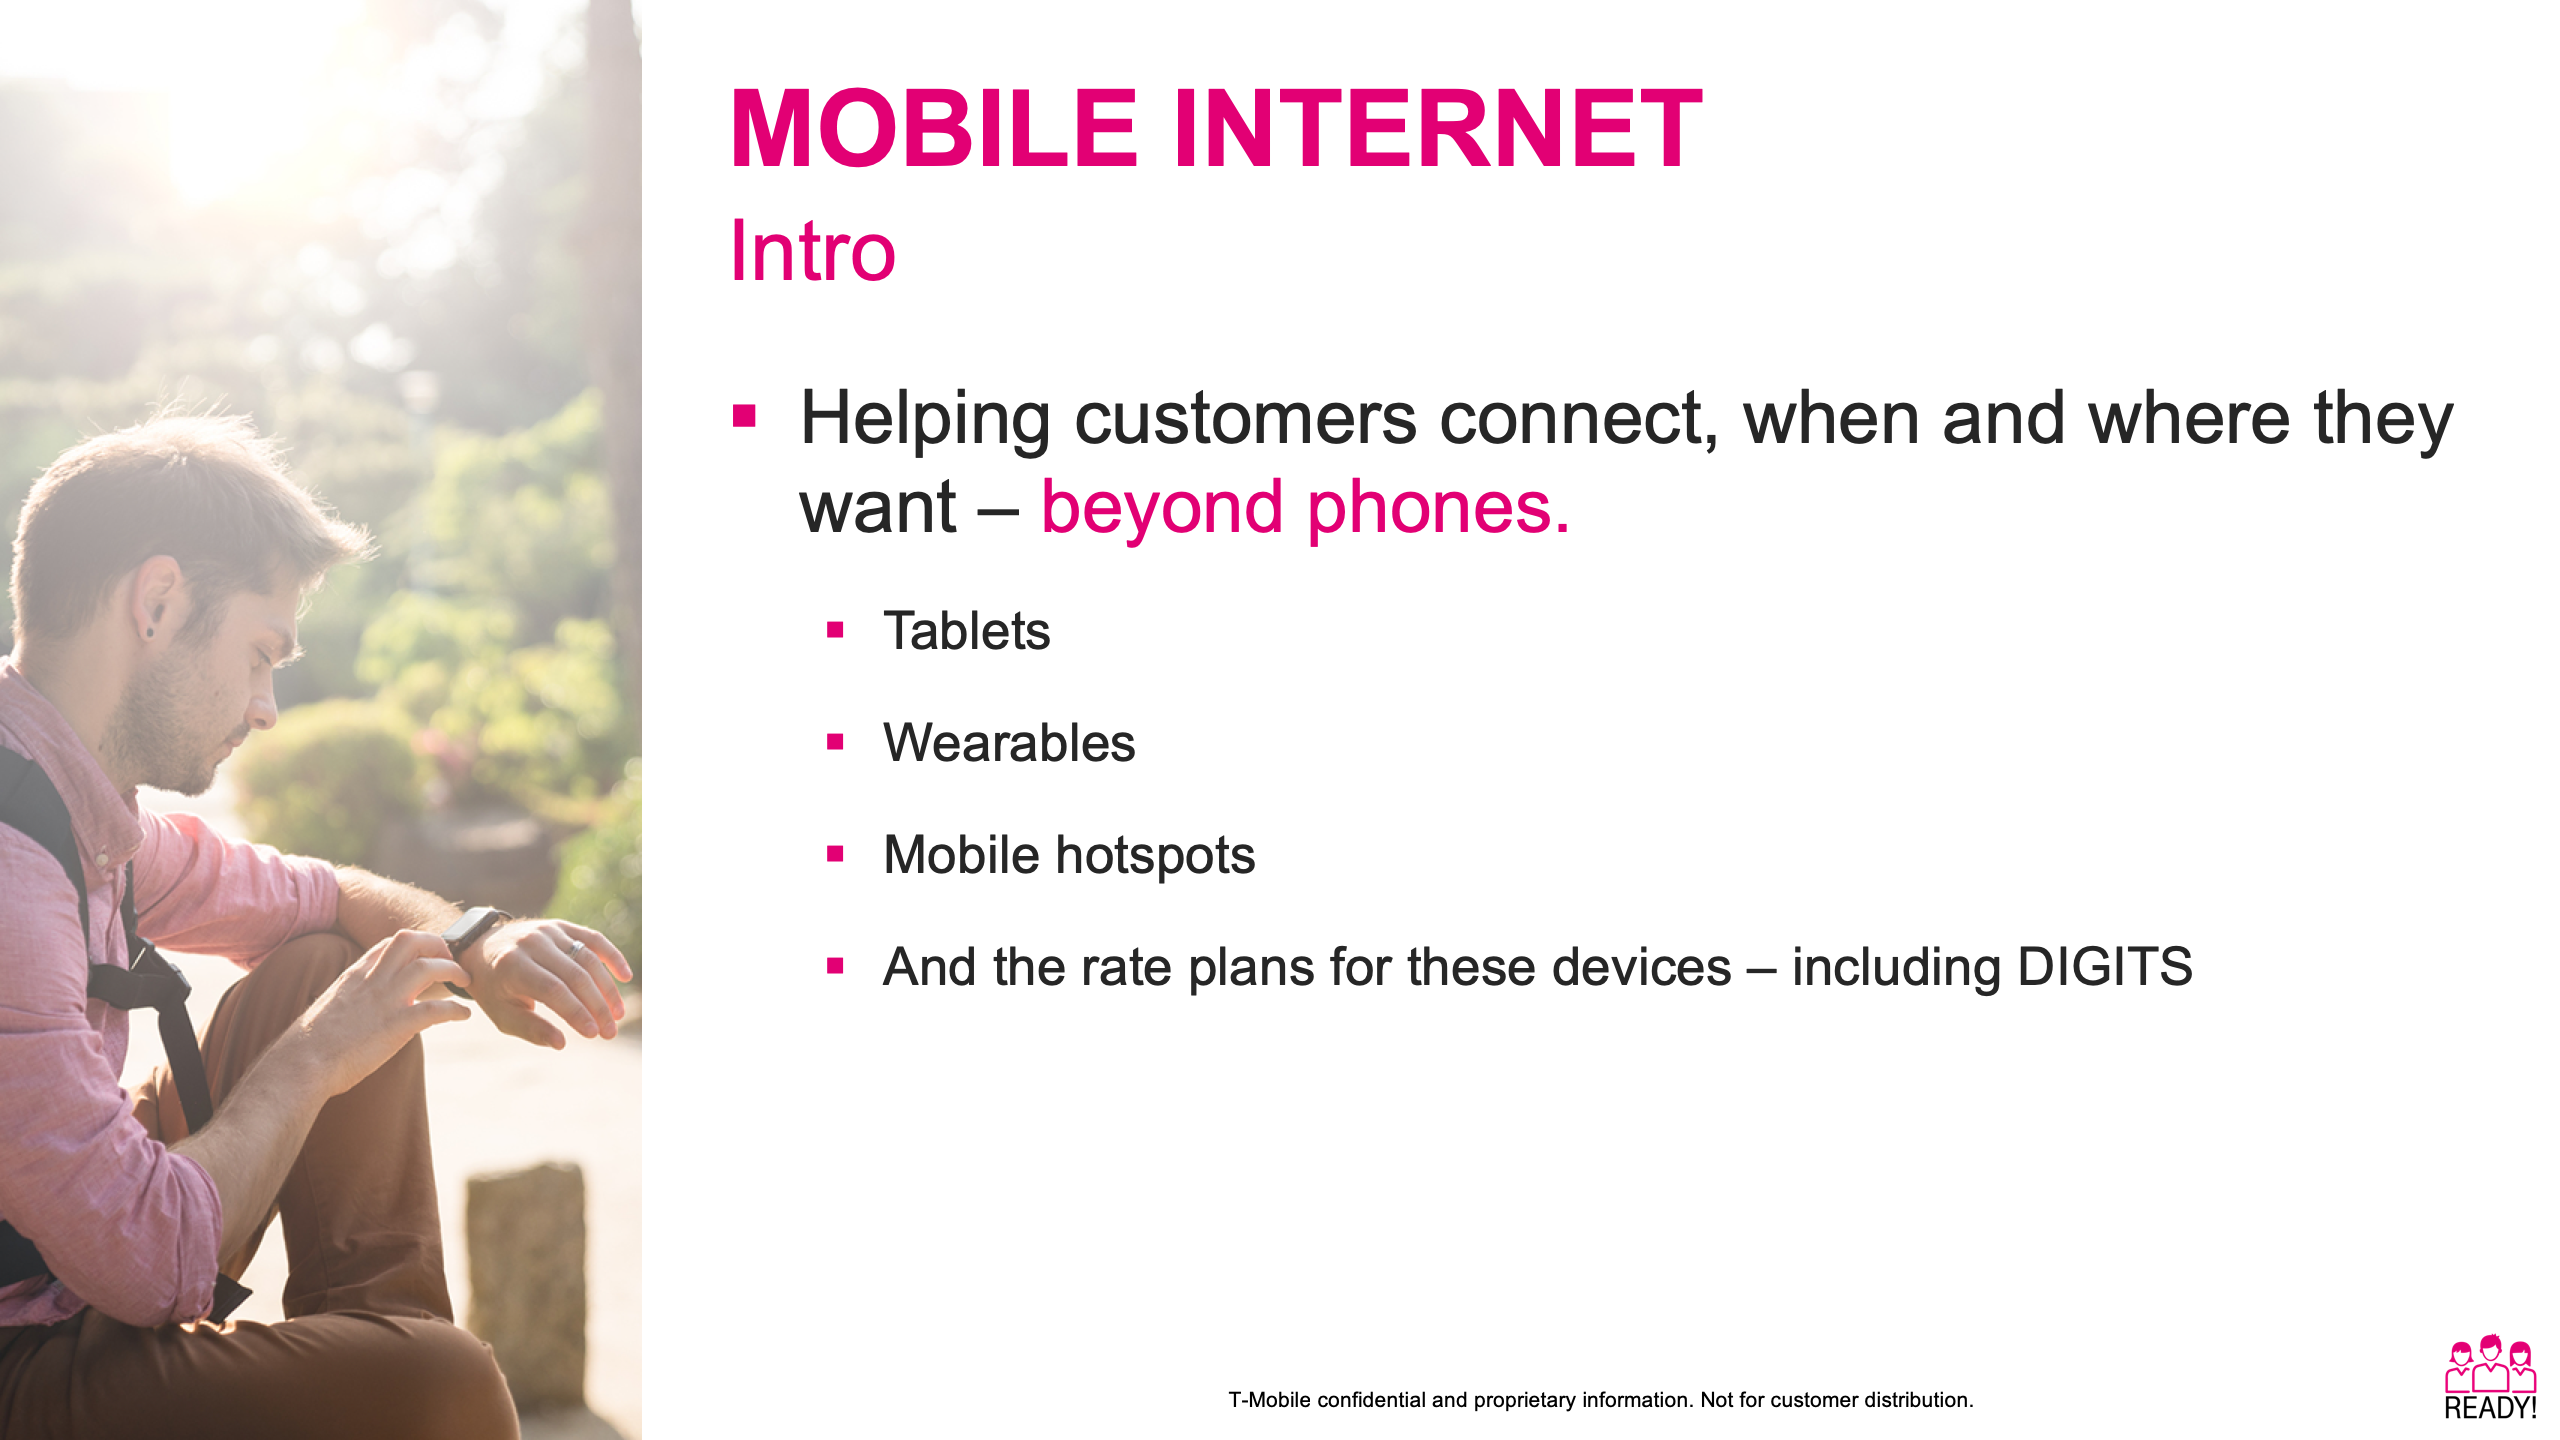 MOBILE INTERNET
Intro
▪ Helping customers connect, when and where they
want – beyond phones.
▪ Tablets
▪ Wearables
▪ Mobile hotspots
▪ And the rate plans for these devices – including DIGITS
T-Mobile confidential and proprietary information. Not for customer distribution.
READY!